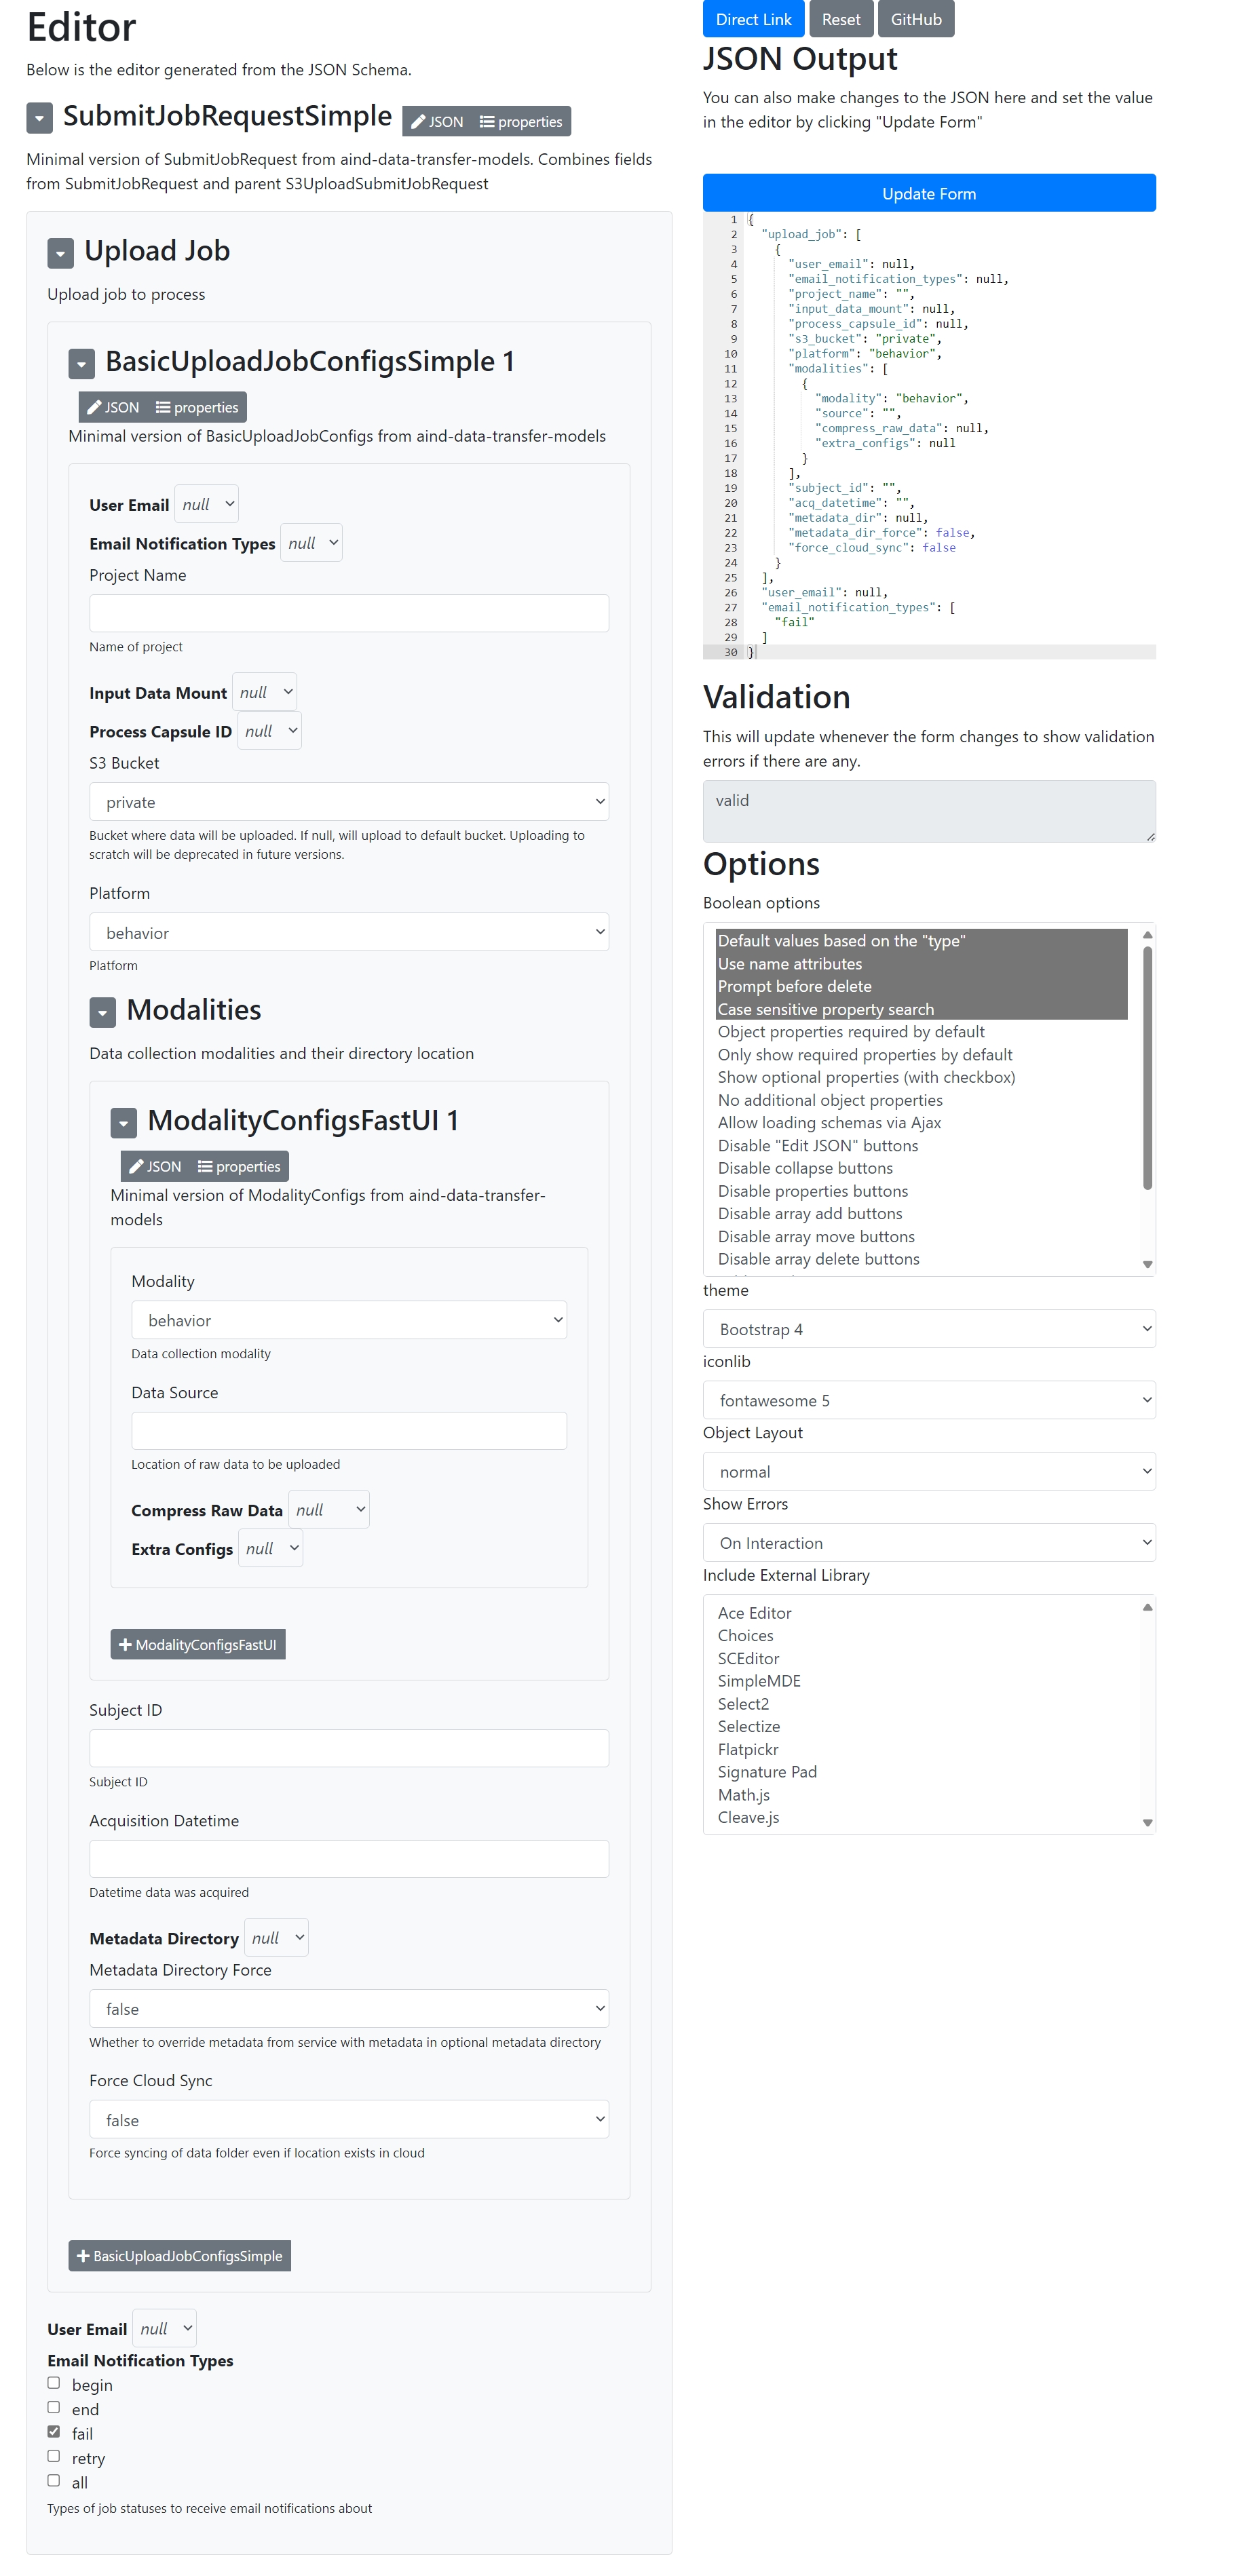 Editor
Below is the editor generated from the JSON Schema.
SubmitJobRequestSimple JSON properties
Minimal version of SubmitJobRequest from aind-data-transfer-models. Combines fields
from SubmitJobRequest and parent S3UploadSubmitJobRequest
Upload Job
Upload job to process
BasicUploadJobConfigsSimple 1
JSON properties
Minimal version of BasicUploadJobConfigs from aind-data-transfer-models
User Email null
Email Notification Types null
Project Name
Name of project
Input Data Mount null
Process Capsule ID null
S3 Bucket
private
Bucket where data will be uploaded. If null, will upload to default bucket. Uploading to
scratch will be deprecated in future versions.
Platform
behavior
Platform
Modalities
Data collection modalities and their directory location
ModalityConfigsFastUI 1
JSON properties
Minimal version of ModalityConfigs from aind-data-transfer-
models
Modality
behavior
Data collection modality
Data Source
Location of raw data to be uploaded
Compress Raw Data null
Extra Configs null
ModalityConfigsFastUI
Subject ID
Subject ID
Acquisition Datetime
Datetime data was acquired
Metadata Directory null
Metadata Directory Force
false
Whether to override metadata from service with metadata in optional metadata directory
Force Cloud Sync
false
Force syncing of data folder even if location exists in cloud
BasicUploadJobConfigsSimple
User Email null
Email Notification Types
begin
end
fail
retry
all
Types of job statuses to receive email notifications about
Direct Link Reset GitHub
JSON Output
You can also make changes to the JSON here and set the value
in the editor by clicking "Update Form"
Update Form
1 {
2 "upload_job": [
3 {
4 "user_email": null,
5 "email_notification_types": null,
6 "project_name": "",
7 "input_data_mount": null,
8 "process_capsule_id": null,
9 "s3_bucket": "private",
10 "platform": "behavior",
11 "modalities": [
12 {
13 "modality": "behavior",
14 "source": "",
15 "compress_raw_data": null,
16 "extra_configs": null
17 }
18 ],
19 "subject_id": "",
20 "acq_datetime": "",
21 "metadata_dir": null,
22 "metadata_dir_force": false,
23 "force_cloud_sync": false
24 }
25 ],
26 "user_email": null,
27 "email_notification_types": [
28 "fail"
29 ]
30 }
Validation
This will update whenever the form changes to show validation
errors if there are any.
valid
Options
Boolean options
Default values based on the "type"
Use name attributes
Prompt before delete
Case sensitive property search
Object properties required by default
Only show required properties by default
Show optional properties (with checkbox)
No additional object properties
Allow loading schemas via Ajax
Disable "Edit JSON" buttons
Disable collapse buttons
Disable properties buttons
Disable array add buttons
Disable array move buttons
Disable array delete buttons
theme
Bootstrap 4
iconlib
fontawesome 5
Object Layout
normal
Show Errors
On Interaction
Include External Library
Ace Editor
Choices
SCEditor
SimpleMDE
Select2
Selectize
Flatpickr
Signature Pad
Math.js
Cleave.js